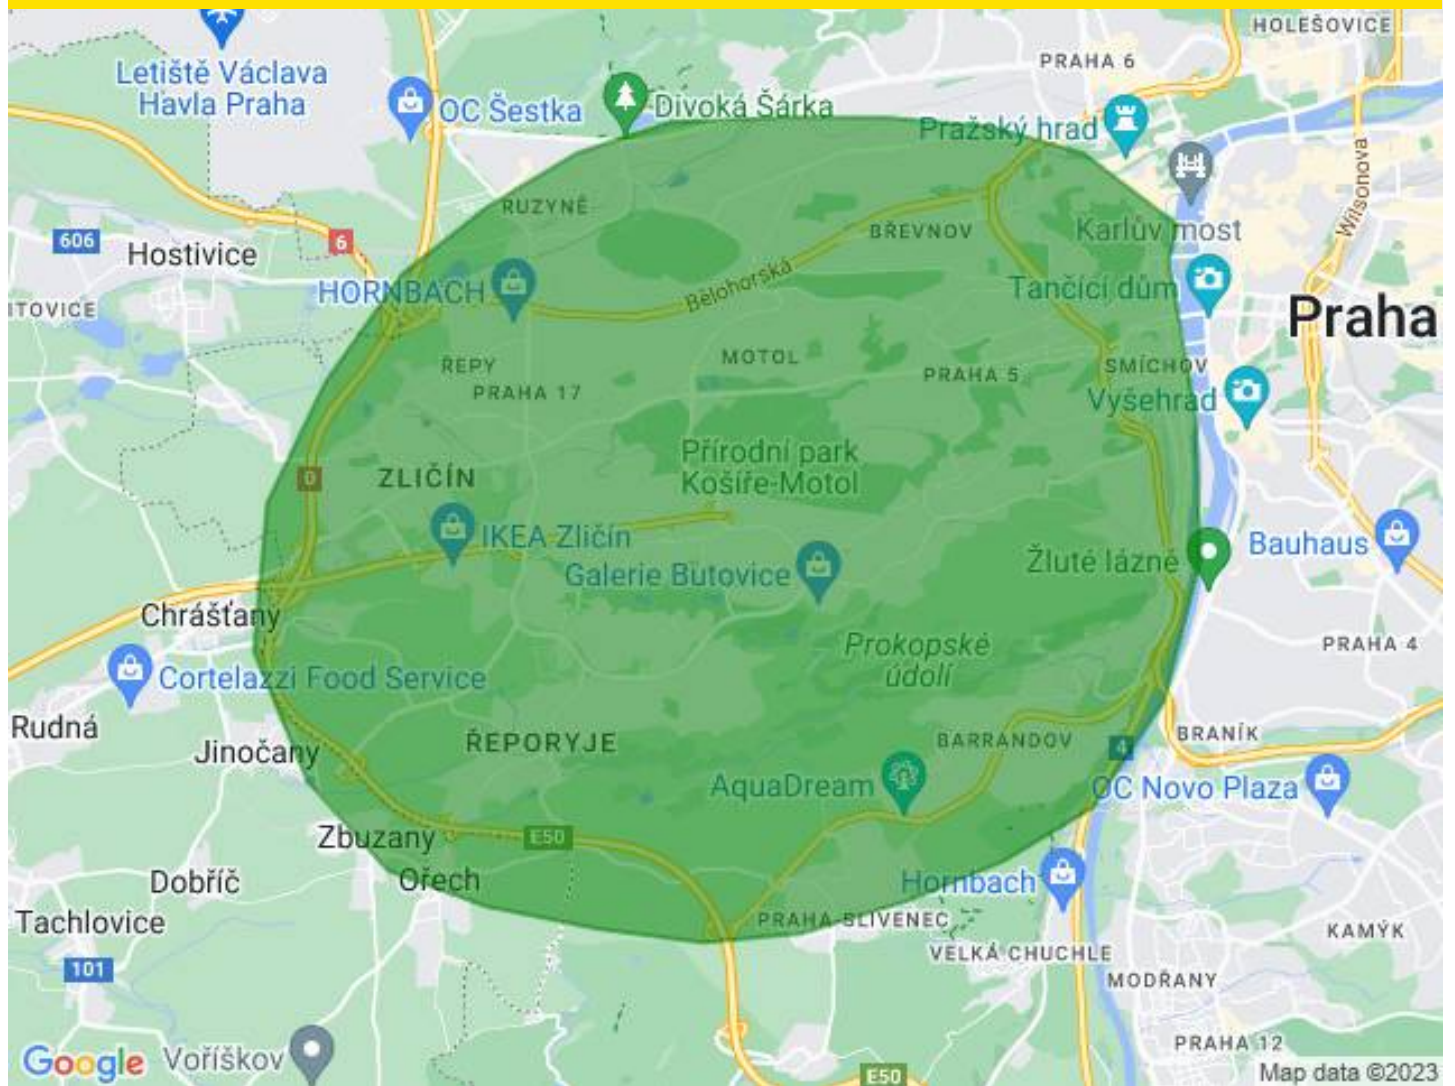 HOLEŠOVICE
PRAHA 6
Letiště Václava
Havla Praha
OC Šestka
Divoká Šárka
Pražský hrad
Wilsonova
RUZYNĚ
606
6
Hostivice
BŘEVNOV
Karlův most
HORNBACH
Bělohorská
Tančící dům
ITOVICE
Praha
ŘEPY
MOTOL
PRAHA 5
SMÍCHOV
PRAHA 17
Vyšehrad
Přírodní park
Košíře-Motol
ZLIČÍN
0
IKEA Zličín
Galerie Butovice
Žluté lázně
Bauhaus
Chrášťany
Prokopské
údolí
PRAHA 4
Cortelazzi Food Service
Rudná
Jinočany
ŘEPORYJE
BARRANDOV
4
BRANÍK
AquaDream
OC Novo Plaza
Zbuzany
E50
Dobříč
Ořech
Hornbach
Tachlovice
PRAHA-SLIVENEC
KAMÝK
VELKÁ CHUCHLE
101
MODŘANY
PRAHA 12
Google
Voříškov
E50
Map data ©2023